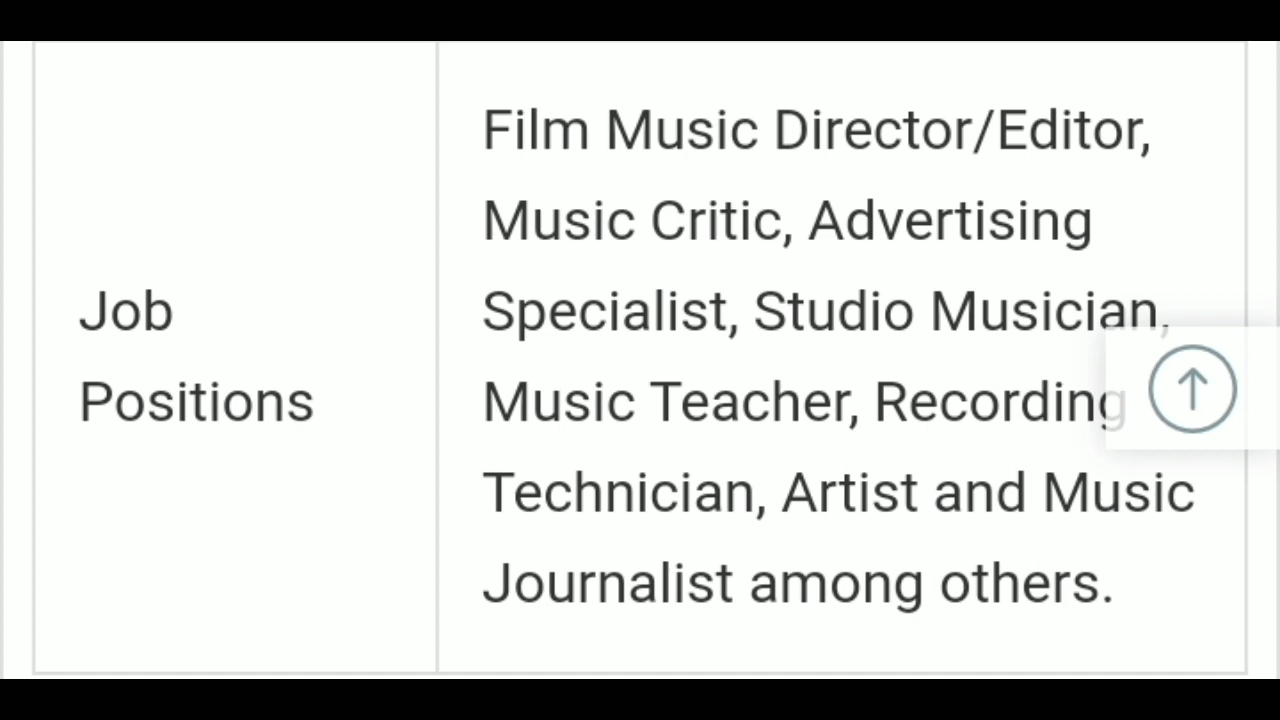 Film Music Director/Editor,
Music Critic, Advertising
Specialist, Studio Musician,
Job
Positions
Music Teacher, Recording
Technician, Artist and Music
Journalist among others.